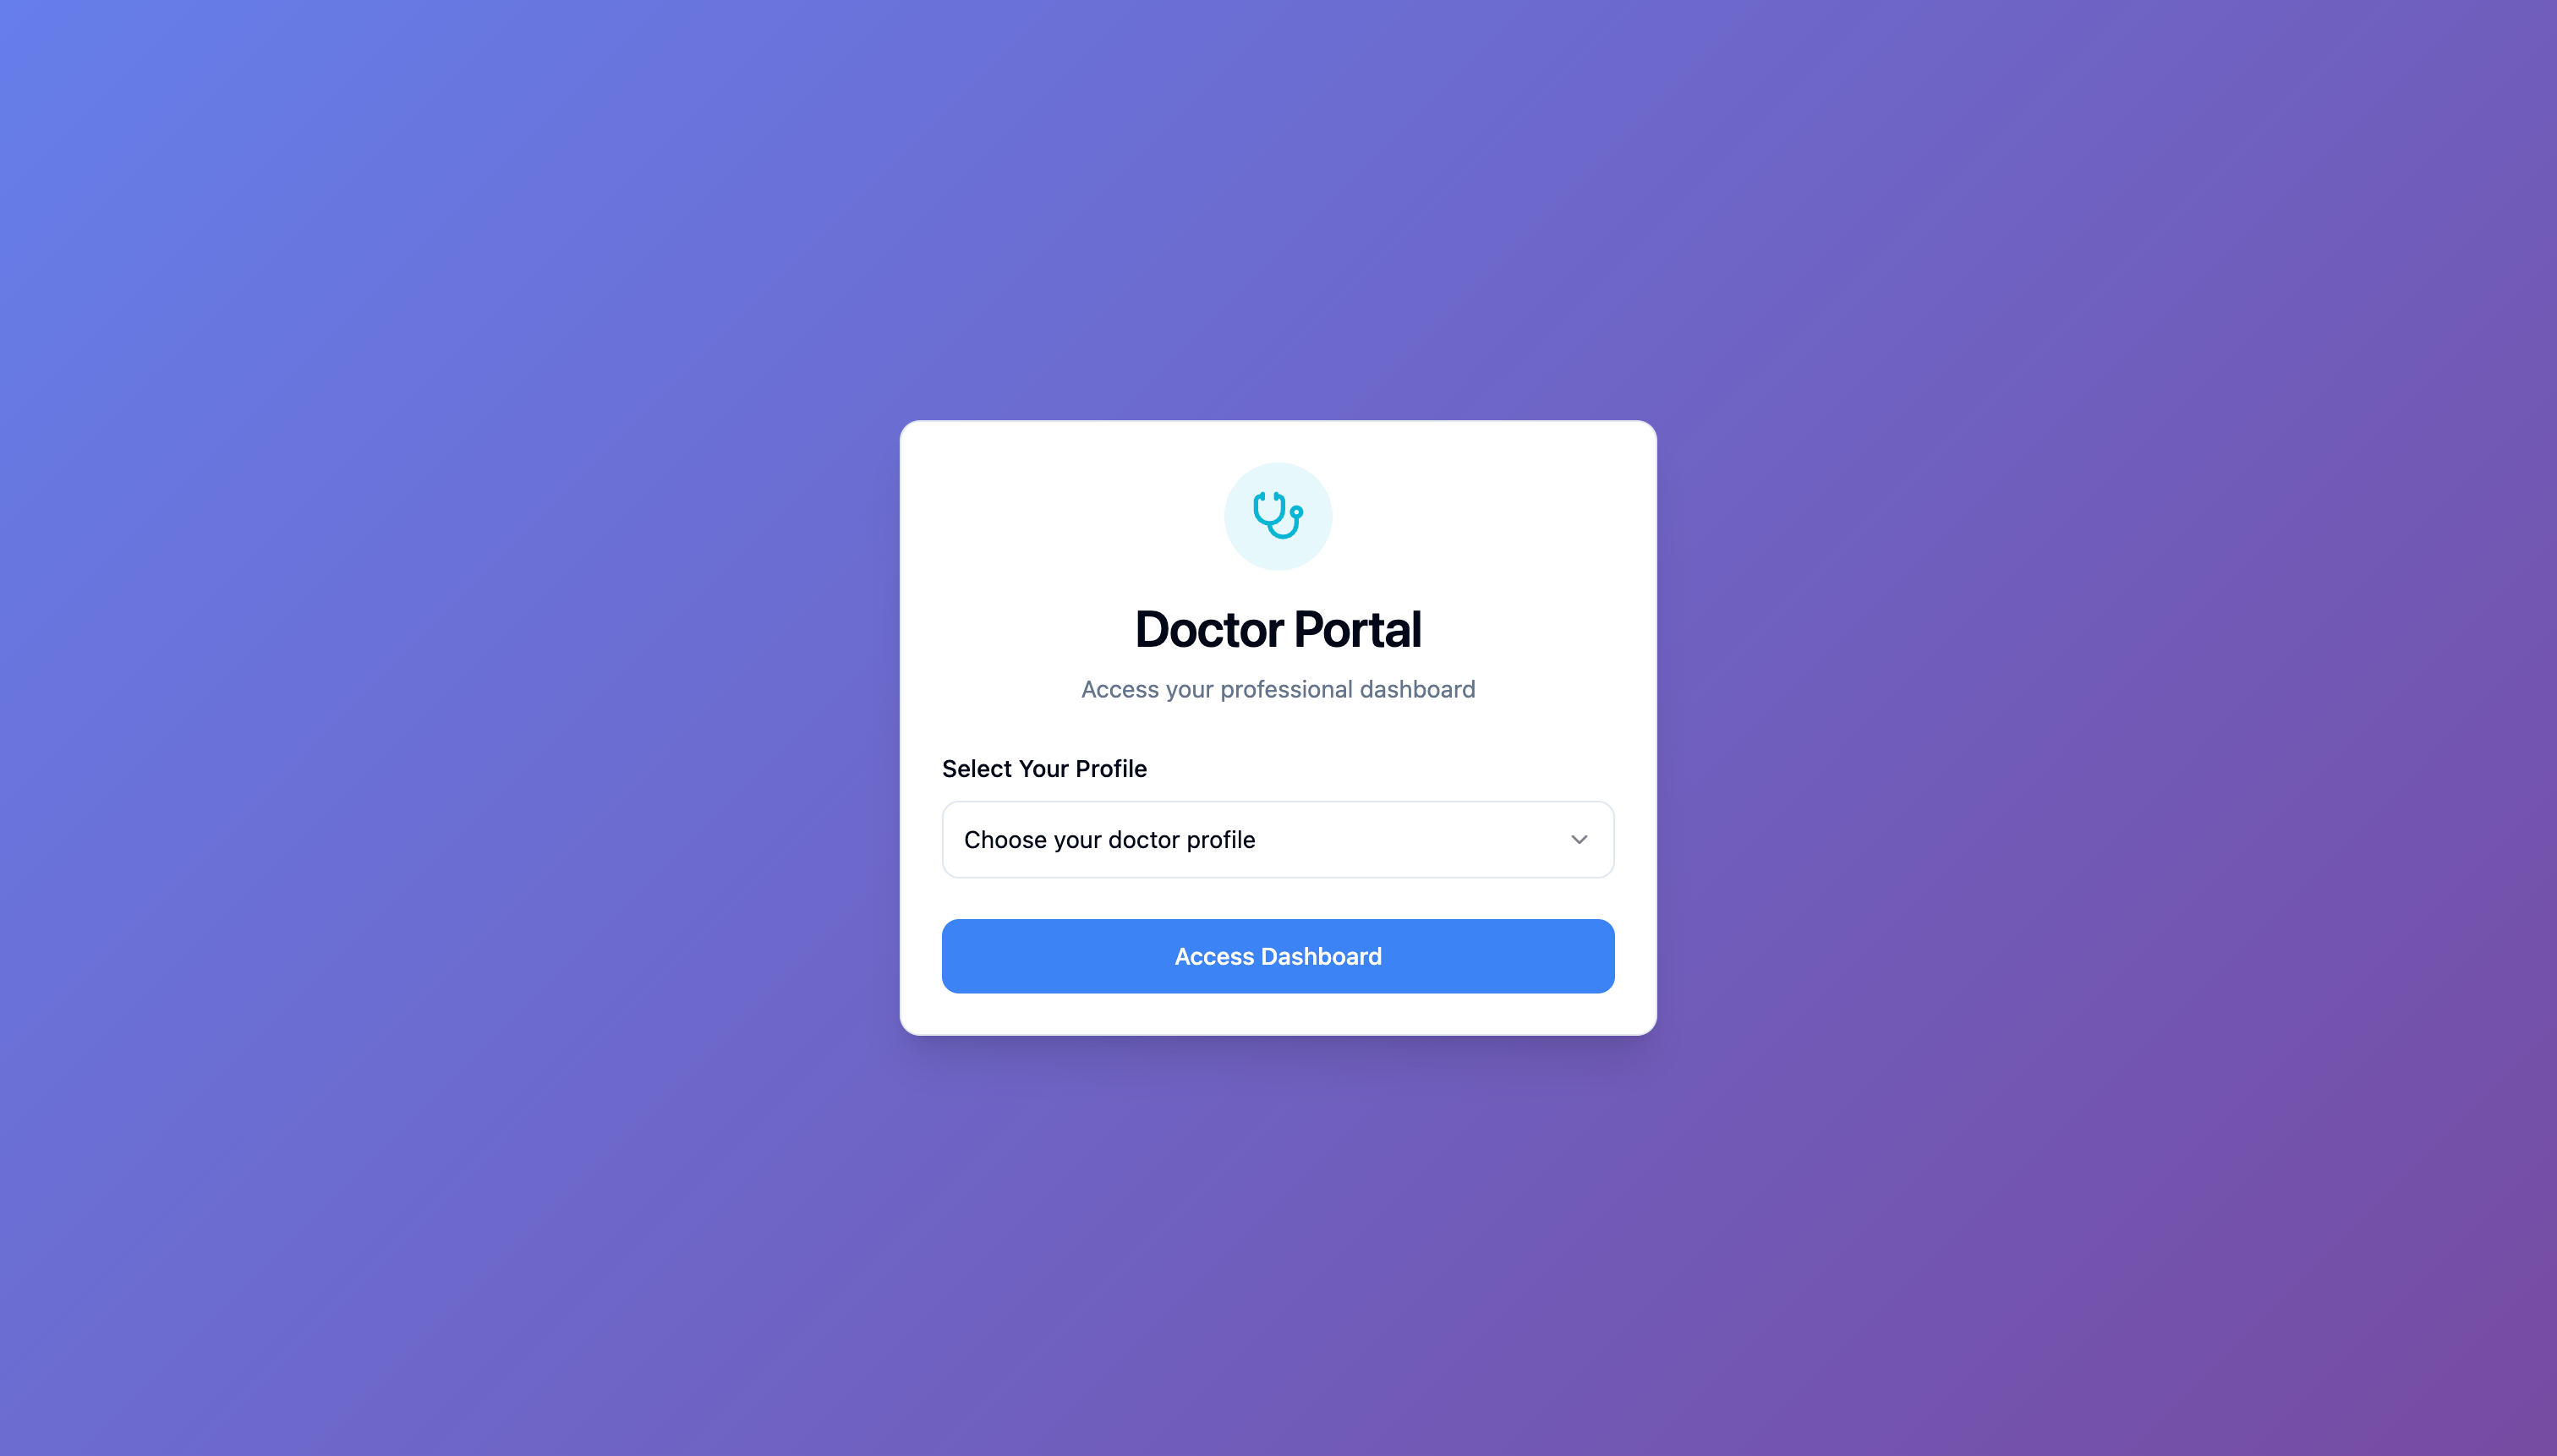 Doctor Portal
Access your professional dashboard
Select Your Profile
Choose your doctor profile
Access Dashboard